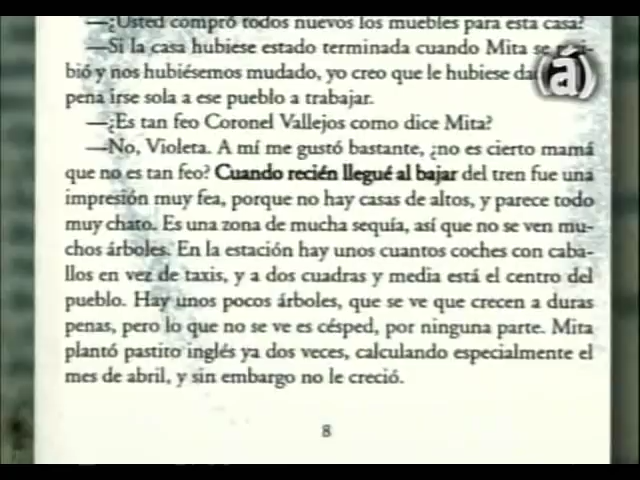 —¿Usted compró todos nuevos los muebles para esta casa?
—Si la casa hubiese estado terminada cuando Mita se
bió y nos hubiésemos mudado, yo creo que le hubiese
pena irse sola a ese pueblo a trabajar.
—¿Es tan feo Coronel Vallejos como dice Mita?
—No, Violeta. A mí me gustó bastante, ¿no es cierto mamá
que no es tan feo? Cuando recién llegué al bajar del tren fue una
impresión muy fea, porque no hay casas de altos, y parece todo
muy chato. Es una zona de mucha sequía, así que no se ven mu-
chos árboles. En la estación hay unos cuantos coches con caba-
llos en vez de taxis, y a dos cuadras y media está el centro del
pueblo. Hay unos pocos árboles, que se ve que crecen a duras
penas, pero lo que no se ve es césped, por ninguna parte. Mita
plantó pastito inglés ya dos veces, calculando especialmente el
mes de abril, y sin embargo no le creció.
8
(á)